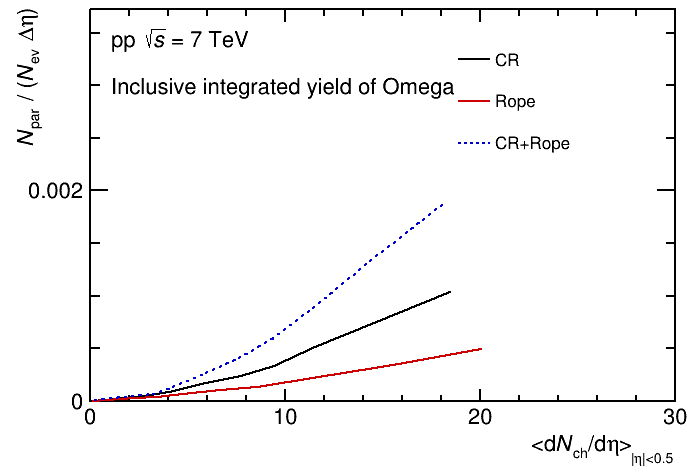 N_par / (N_ev Δη)
pp √s = 7 TeV
Inclusive integrated yield of Omega
CR
Rope
CR+Rope
0.002
0
0 10 20 30
<dN_ch/dη>_|η|<0.5